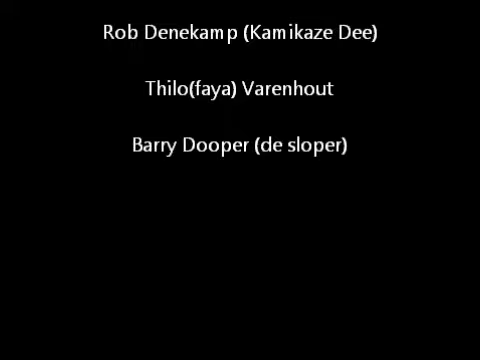 Rob Denekamp (Kamikaze Dee)
Thilo(faya) Varenhout
Barry Dooper (de sloper)